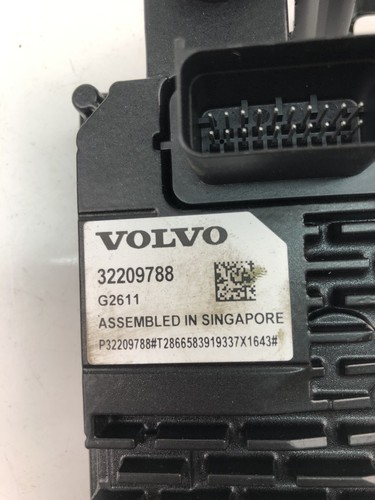 VOLVO
32209788
G2611
ASSEMBLED IN SINGAPORE
P32209788#T2866583919337X1643#